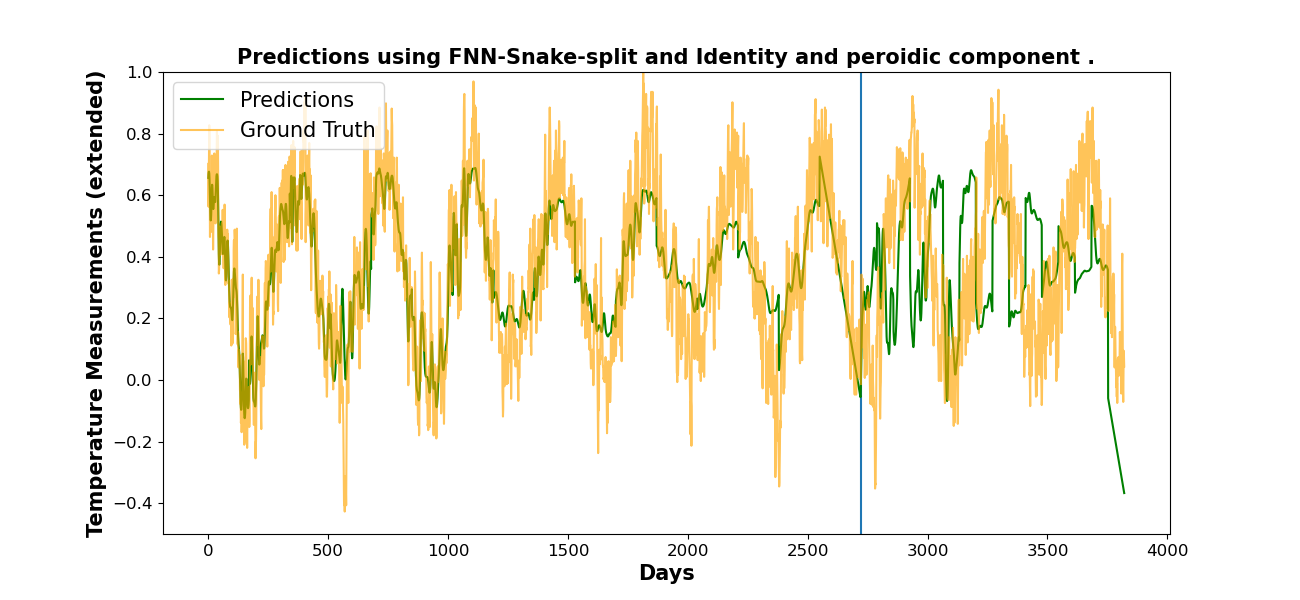 Predictions using FNN-Snake-split and Identity and peroidic component .
Temperature Measurements (extended)
1.0
0.8
0.6
0.4
0.2
0.0
−0.2
−0.4
Predictions
Ground Truth
0 500 1000 1500 2000 2500 3000 3500 4000
Days